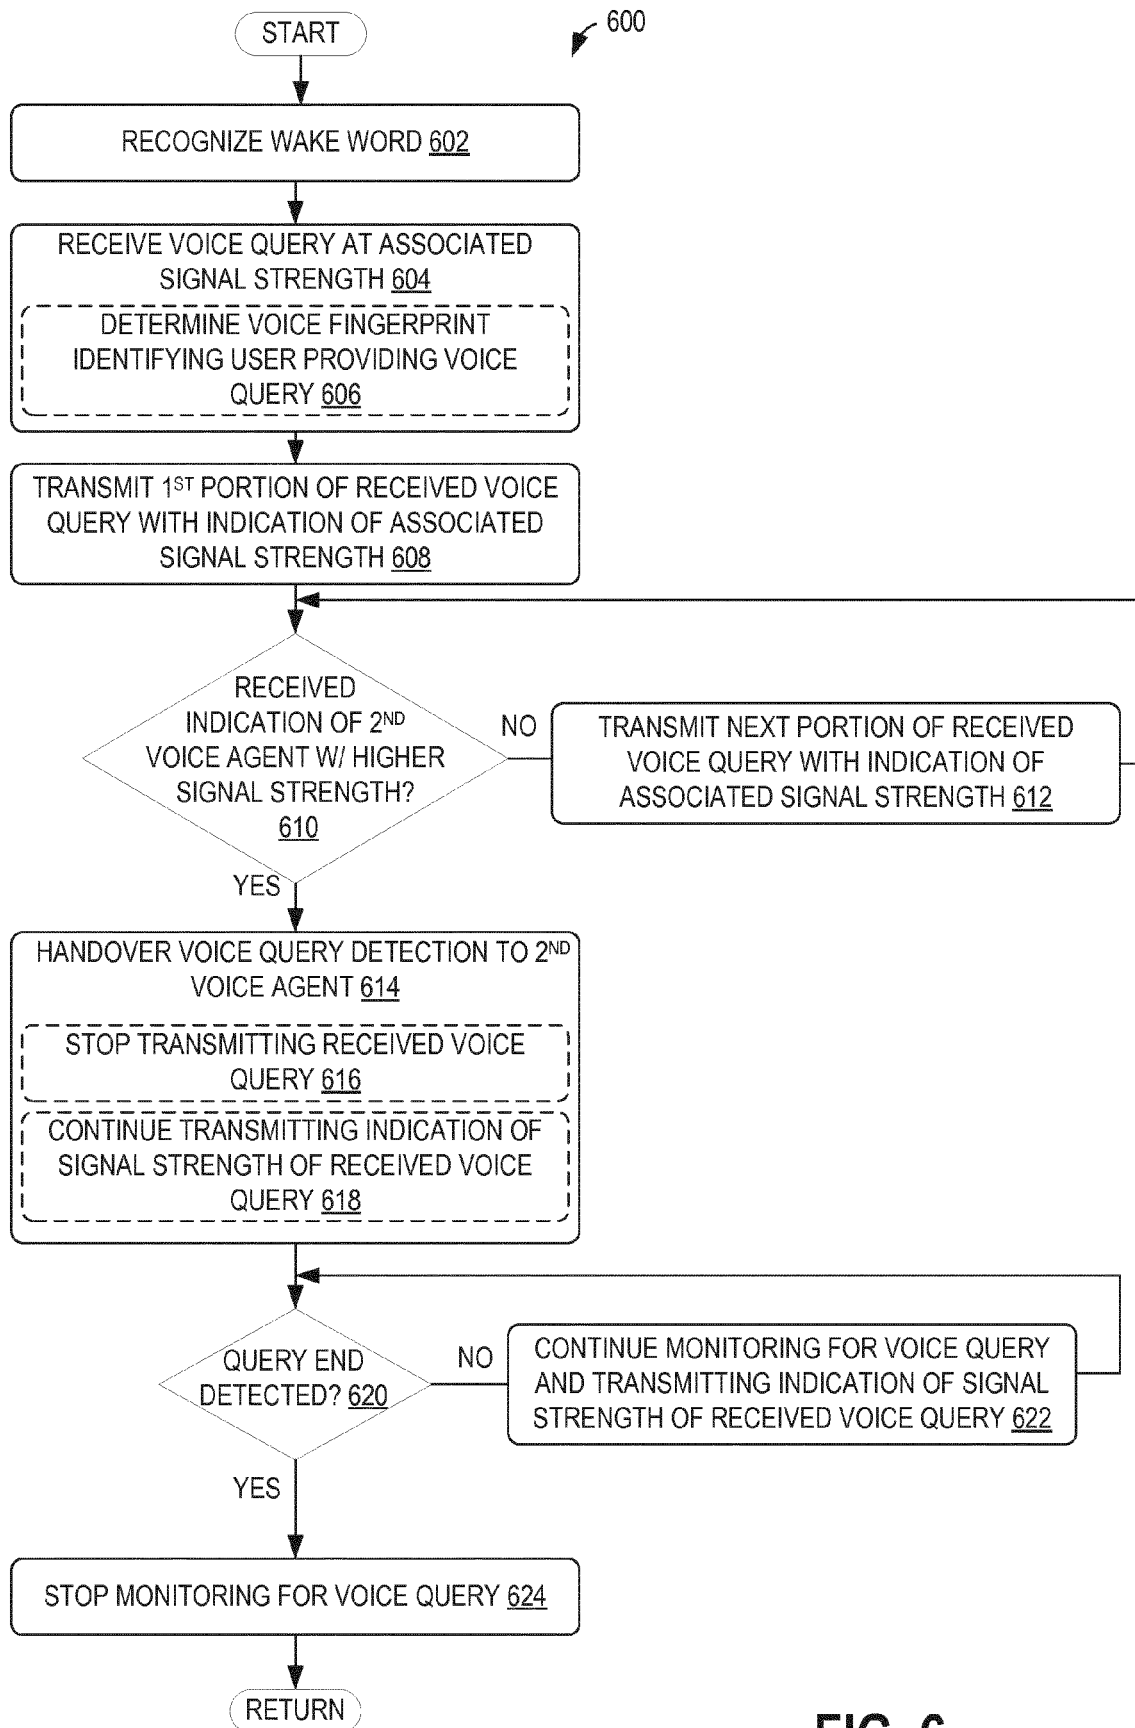 START
600
RECOGNIZE WAKE WORD 602
RECEIVE VOICE QUERY AT ASSOCIATED
SIGNAL STRENGTH 604
DETERMINE VOICE FINGERPRINT
IDENTIFYING USER PROVIDING VOICE
QUERY 606
TRANSMIT 1ST PORTION OF RECEIVED VOICE
QUERY WITH INDICATION OF ASSOCIATED
SIGNAL STRENGTH 608
RECEIVED
INDICATION OF 2ND
VOICE AGENT W/ HIGHER
SIGNAL STRENGTH?
610
NO
TRANSMIT NEXT PORTION OF RECEIVED
VOICE QUERY WITH INDICATION OF
ASSOCIATED SIGNAL STRENGTH 612
YES
HANDOVER VOICE QUERY DETECTION TO 2ND
VOICE AGENT 614
STOP TRANSMITTING RECEIVED VOICE
QUERY 616
CONTINUE TRANSMITTING INDICATION OF
SIGNAL STRENGTH OF RECEIVED VOICE
QUERY 618
QUERY END
DETECTED? 620
NO
CONTINUE MONITORING FOR VOICE QUERY
AND TRANSMITTING INDICATION OF SIGNAL
STRENGTH OF RECEIVED VOICE QUERY 622
YES
STOP MONITORING FOR VOICE QUERY 624
RETURN
FIG. 6